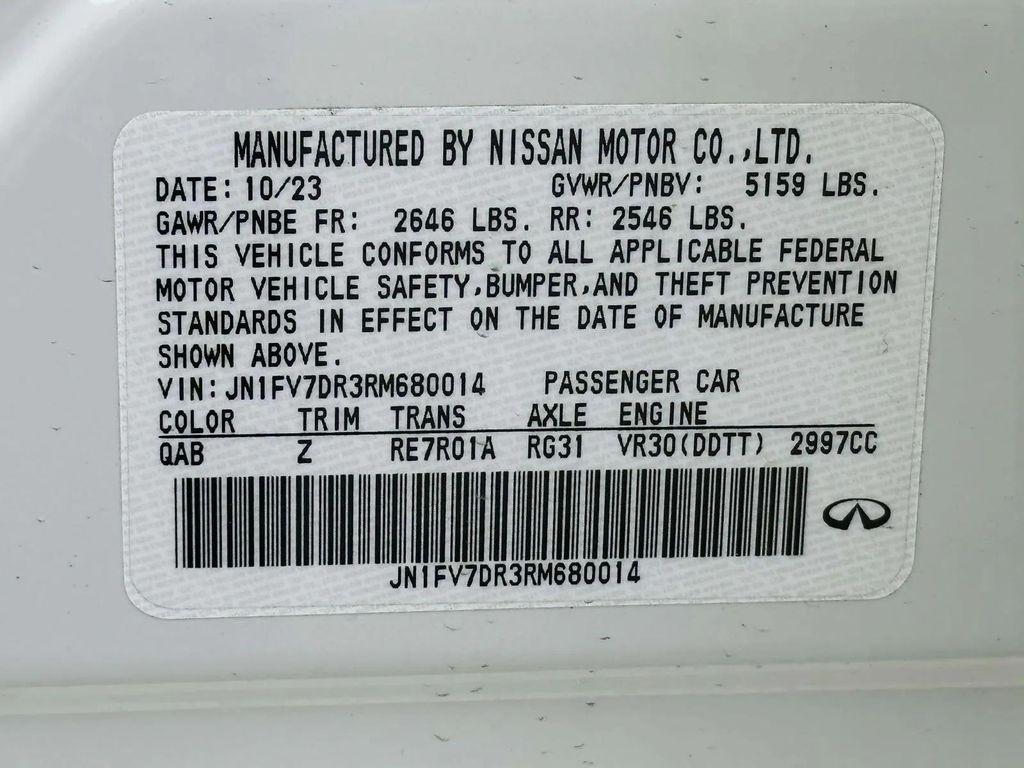 MANUFACTURED BY NISSAN MOTOR CO.,LTD.
DATE: 10/23 GVWR/PNBV: 5159 LBS.
GAWR/PNBE FR: 2646 LBS. RR: 2546 LBS.
THIS VEHICLE CONFORMS TO ALL APPLICABLE FEDERAL
MOTOR VEHICLE SAFETY,BUMPER,AND THEFT PREVENTION
STANDARDS IN EFFECT ON THE DATE OF MANUFACTURE
SHOWN ABOVE.
VIN:JN1FV7DR3RM680014 PASSENGER CAR
COLOR TRIM TRANS AXLE ENGINE
QAB Z RE7R01A RG31 VR30(DDTT) 2997CC
JN1FV7DR3RM680014